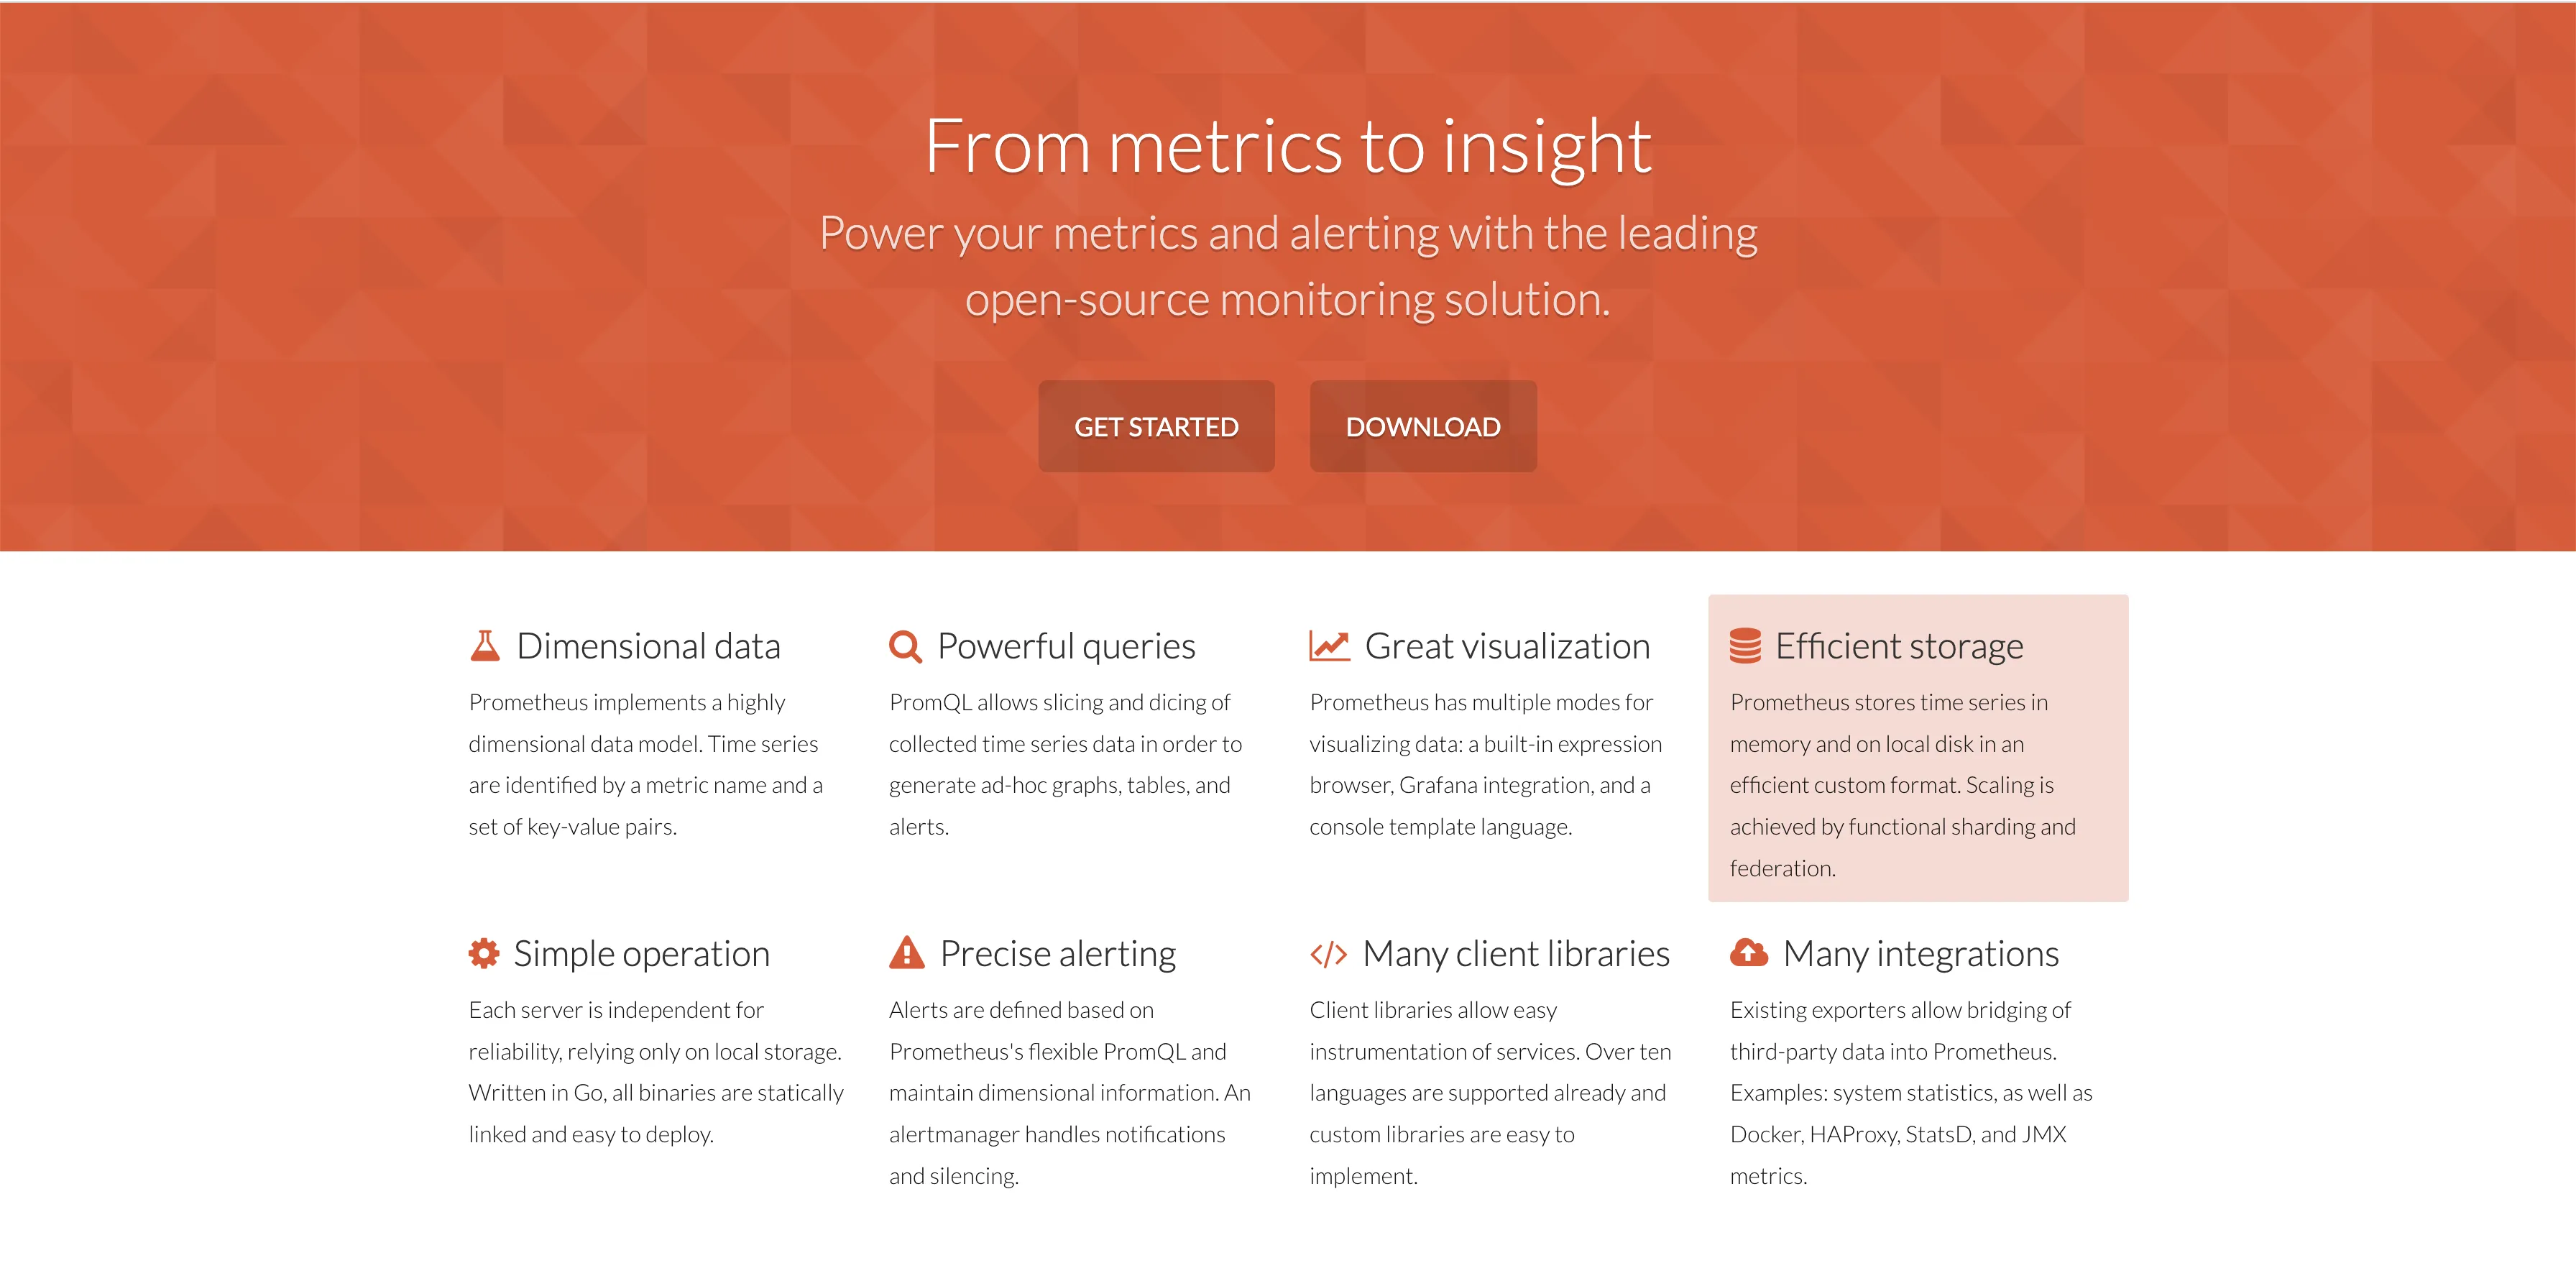 From metrics to insight
Power your metrics and alerting with the leading
open-source monitoring solution.
GET STARTED
DOWNLOAD
Dimensional data
Prometheus implements a highly
dimensional data model. Time series
are identified by a metric name and a
set of key-value pairs.
Powerful queries
PromQL allows slicing and dicing of
collected time series data in order to
generate ad-hoc graphs, tables, and
alerts.
Great visualization
Prometheus has multiple modes for
visualizing data: a built-in expression
browser, Grafana integration, and a
console template language.
Efficient storage
Prometheus stores time series in
memory and on local disk in an
efficient custom format. Scaling is
achieved by functional sharding and
federation.
Simple operation
Each server is independent for
reliability, relying only on local storage.
Written in Go, all binaries are statically
linked and easy to deploy.
Precise alerting
Alerts are defined based on
Prometheus's flexible PromQL and
maintain dimensional information. An
alertmanager handles notifications
and silencing.
Many client libraries
Client libraries allow easy
instrumentation of services. Over ten
languages are supported already and
custom libraries are easy to
implement.
Many integrations
Existing exporters allow bridging of
third-party data into Prometheus.
Examples: system statistics, as well as
Docker, HAProxy, StatsD, and JMX
metrics.